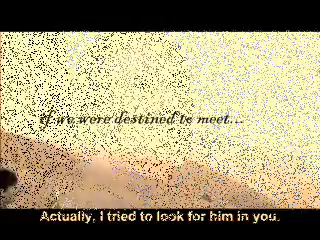 if we were destined to meet...
Actually, I tried to look for him in you.